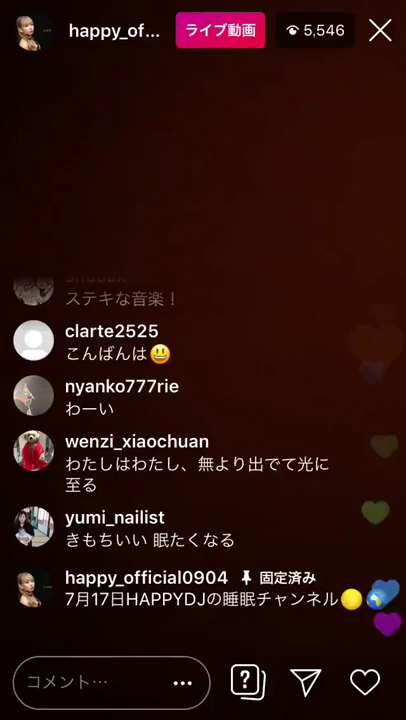 happy_of...
ライブ動画
5,546
ステキな音楽！
clarte2525
こんばんは😃
nyanko777rie
わーい
wenzi_xiaochuan
わたしはわたし、無より出でて光に
至る
yumi_nailist
きもちいい 眠たくなる
happy_official0904 固定済み
7月17日HAPPYDJの睡眠チャンネル🌕🌏
コメント…